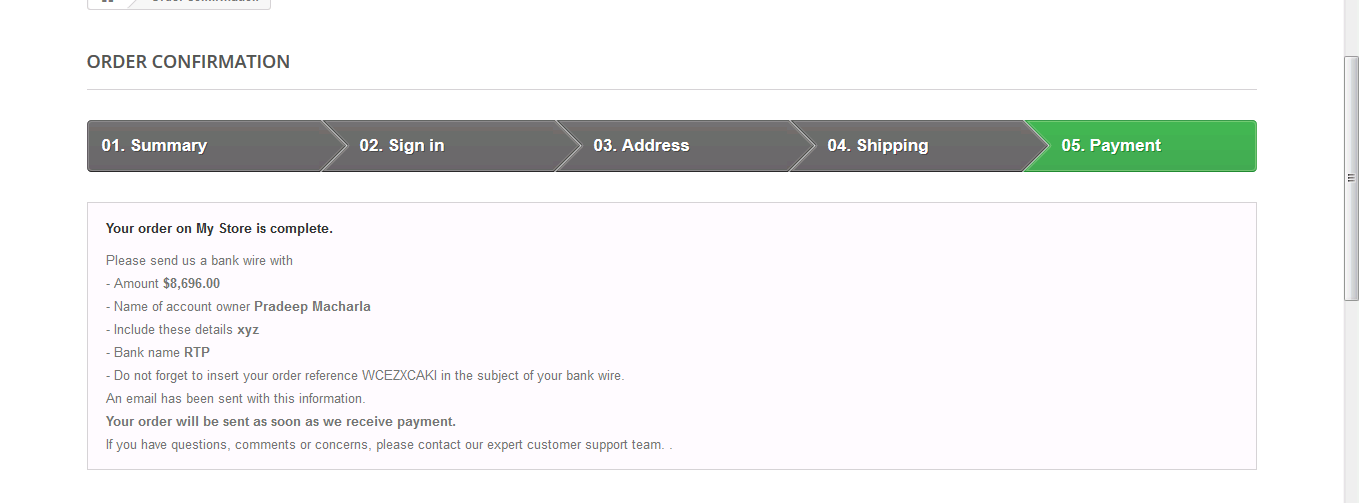 ORDER CONFIRMATION
01. Summary
02. Sign in
03. Address
04. Shipping
05. Payment
Your order on My Store is complete.
Please send us a bank wire with
- Amount $8,696.00
- Name of account owner Pradeep Macharla
- Include these details xyz
- Bank name RTP
- Do not forget to insert your order reference WCEZXCAKI in the subject of your bank wire.
An email has been sent with this information.
Your order will be sent as soon as we receive payment.
If you have questions, comments or concerns, please contact our expert customer support team. .